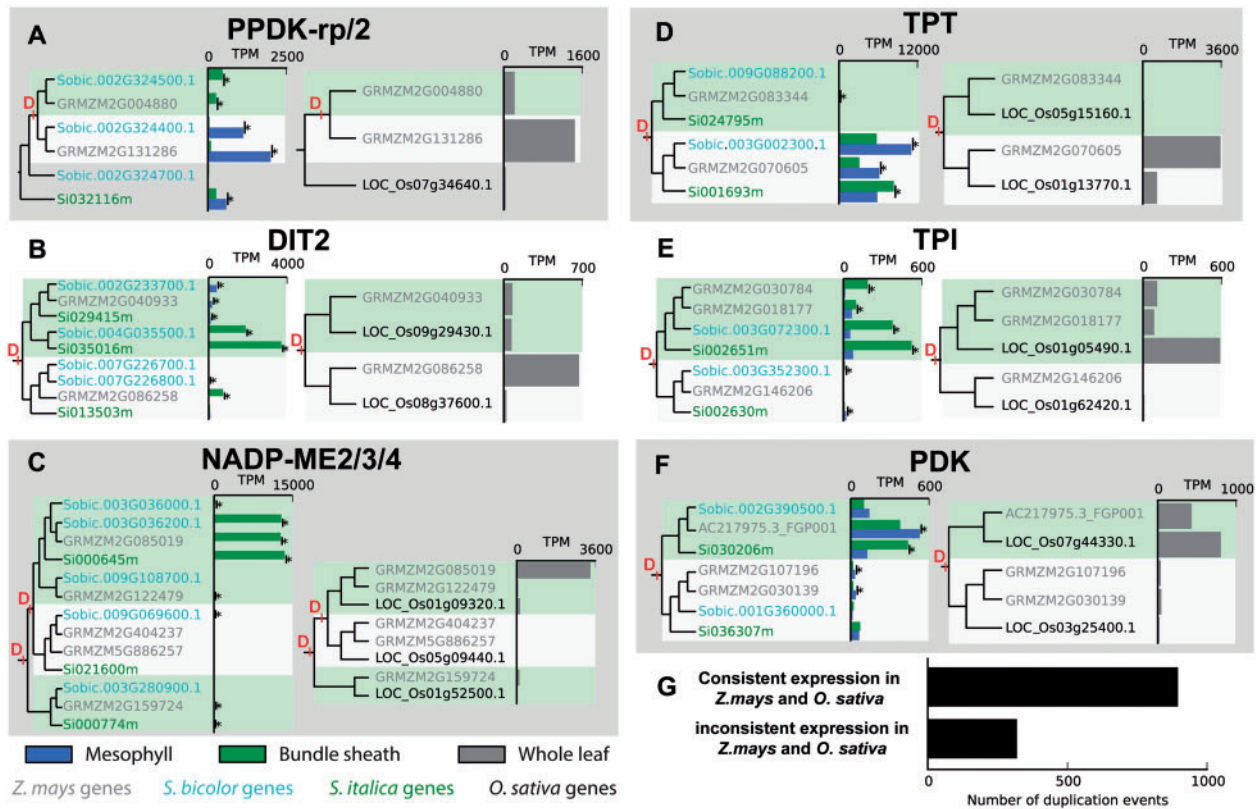 A
PPDK-rp/2
TPM
0
2500
D
Sobic.002G324500.1
*
GRMZM2G004880
*
Sobic.002G324400.1
*
GRMZM2G131286
*
Sobic.002G324700.1
Si032116m
*
TPM
0
1600
D
GRMZM2G004880
GRMZM2G131286
LOC_Os07g34640.1
B
DIT2
TPM
0
4000
D
Sobic.002G233700.1
*
GRMZM2G040933
*
Si029415m
*
Sobic.004G035500.1
*
Si035016m
*
Sobic.007G226700.1
Sobic.007G226800.1
*
GRMZM2G086258
*
Si013503m
TPM
0
700
D
GRMZM2G040933
LOC_Os09g29430.1
GRMZM2G086258
LOC_Os08g37600.1
C
NADP-ME2/3/4
TPM
0
15000
D
D
Sobic.003G036000.1
*
Sobic.003G036200.1
*
GRMZM2G085019
*
Si000645m
*
Sobic.009G108700.1
GRMZM2G122479
*
Sobic.009G069600.1
*
GRMZM2G404237
GRMZM5G886257
Si021600m
Sobic.003G280900.1
GRMZM2G159724
*
Si000774m
*
TPM
0
3600
D
D
GRMZM2G085019
GRMZM2G122479
LOC_Os01g09320.1
GRMZM2G404237
GRMZM5G886257
LOC_Os05g09440.1
GRMZM2G159724
LOC_Os01g52500.1
D
TPT
TPM
0
12000
D
Sobic.009G088200.1
GRMZM2G083344
*
Si024795m
Sobic.003G002300.1
*
GRMZM2G070605
*
Si001693m
*
TPM
0
3600
D
GRMZM2G083344
LOC_Os05g15160.1
GRMZM2G070605
LOC_Os01g13770.1
E
TPI
TPM
0
600
D
GRMZM2G030784
*
GRMZM2G018177
*
Sobic.003G072300.1
*
Si002651m
*
Sobic.003G352300.1
*
GRMZM2G146206
Si002630m
*
TPM
0
600
D
GRMZM2G030784
GRMZM2G018177
LOC_Os01g05490.1
GRMZM2G146206
LOC_Os01g62420.1
F
PDK
TPM
0
600
D
Sobic.002G390500.1
AC217975.3_FGP001
*
Si030206m
*
GRMZM2G107196
*
GRMZM2G030139
*
Sobic.001G360000.1
Si036307m
TPM
0
1000
D
AC217975.3_FGP001
LOC_Os07g44330.1
GRMZM2G107196
GRMZM2G030139
LOC_Os03g25400.1
G
Consistent expression in
Z.mays and O. sativa
inconsistent expression in
Z.mays and O. sativa
0
500
1000
Number of duplication events
Mesophyll
Bundle sheath
Whole leaf
Z. mays genes
S. bicolor genes
S. italica genes
O. sativa genes